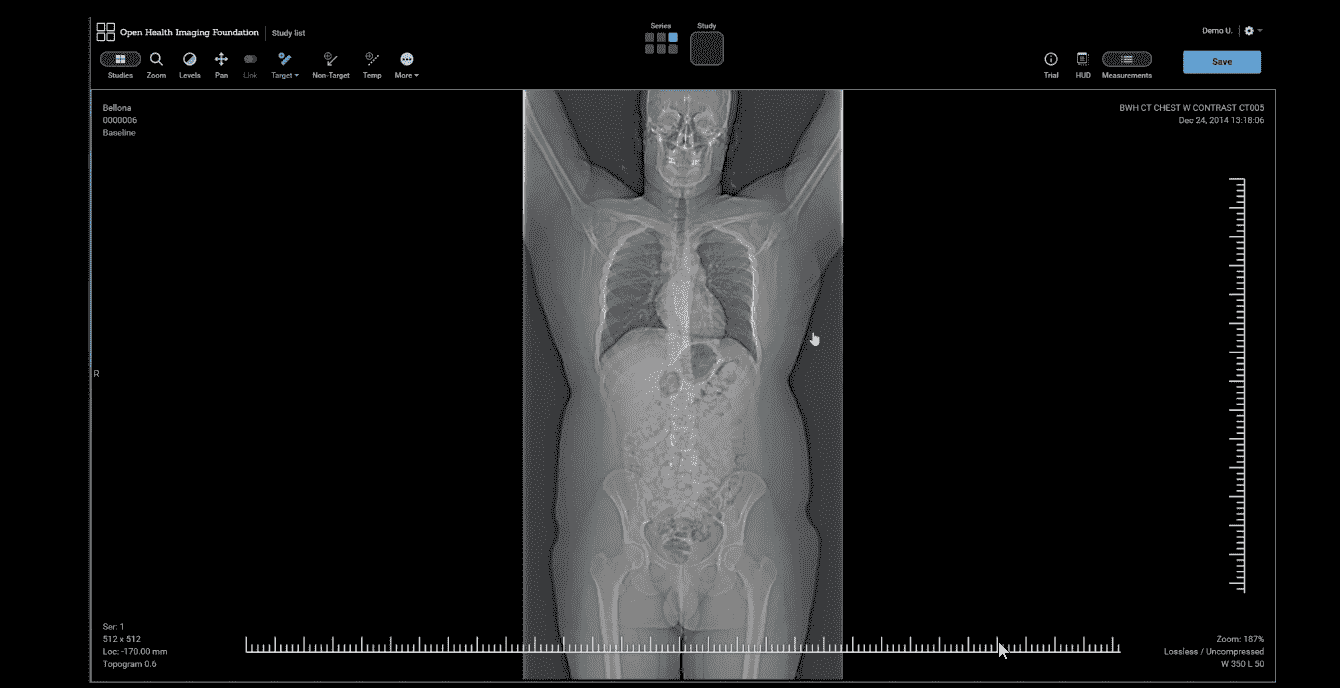 Open Health Imaging Foundation
Study list
Series
Study
Demo U.
Studies
Zoom
Levels
Pan
Link
Target
Non-Target
Temp
More
Trial
HUD
Measurements
Save
Bellona
0000006
Baseline
BWH CT CHEST W CONTRAST CT005
Dec 24, 2014 13:18:06
R
Ser: 1
512 x 512
Loc: -170.00 mm
Topogram 0.6
Zoom: 187%
Lossless / Uncompressed
W 350 L 50